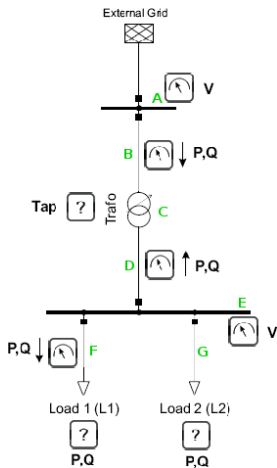 External Grid
A
V
B
P,Q
Tap
?
Trafo
C
D
P,Q
E
V
P,Q
F
G
Load 1 (L1)
Load 2 (L2)
?
?
P,Q
P,Q